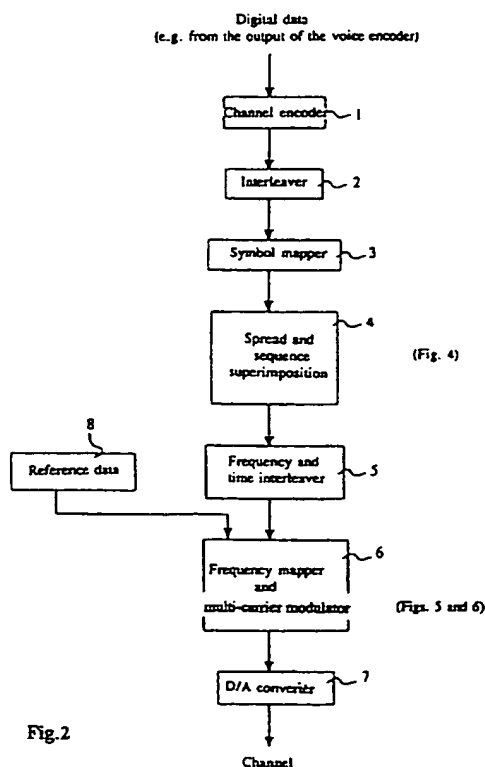 Digital data
(e.g. from the output of the voice encoder)
Channel encoder
1
Interleaver
2
Symbol mapper
3
4
Spread and
sequence
superimposition
(Fig. 4)
8
Reference data
Frequency and
time interleaver
5
6
Frequency mapper
and
multi-carrier modulator
(Figs. 5 and 6)
7
D/A converter
Fig.2
Channel